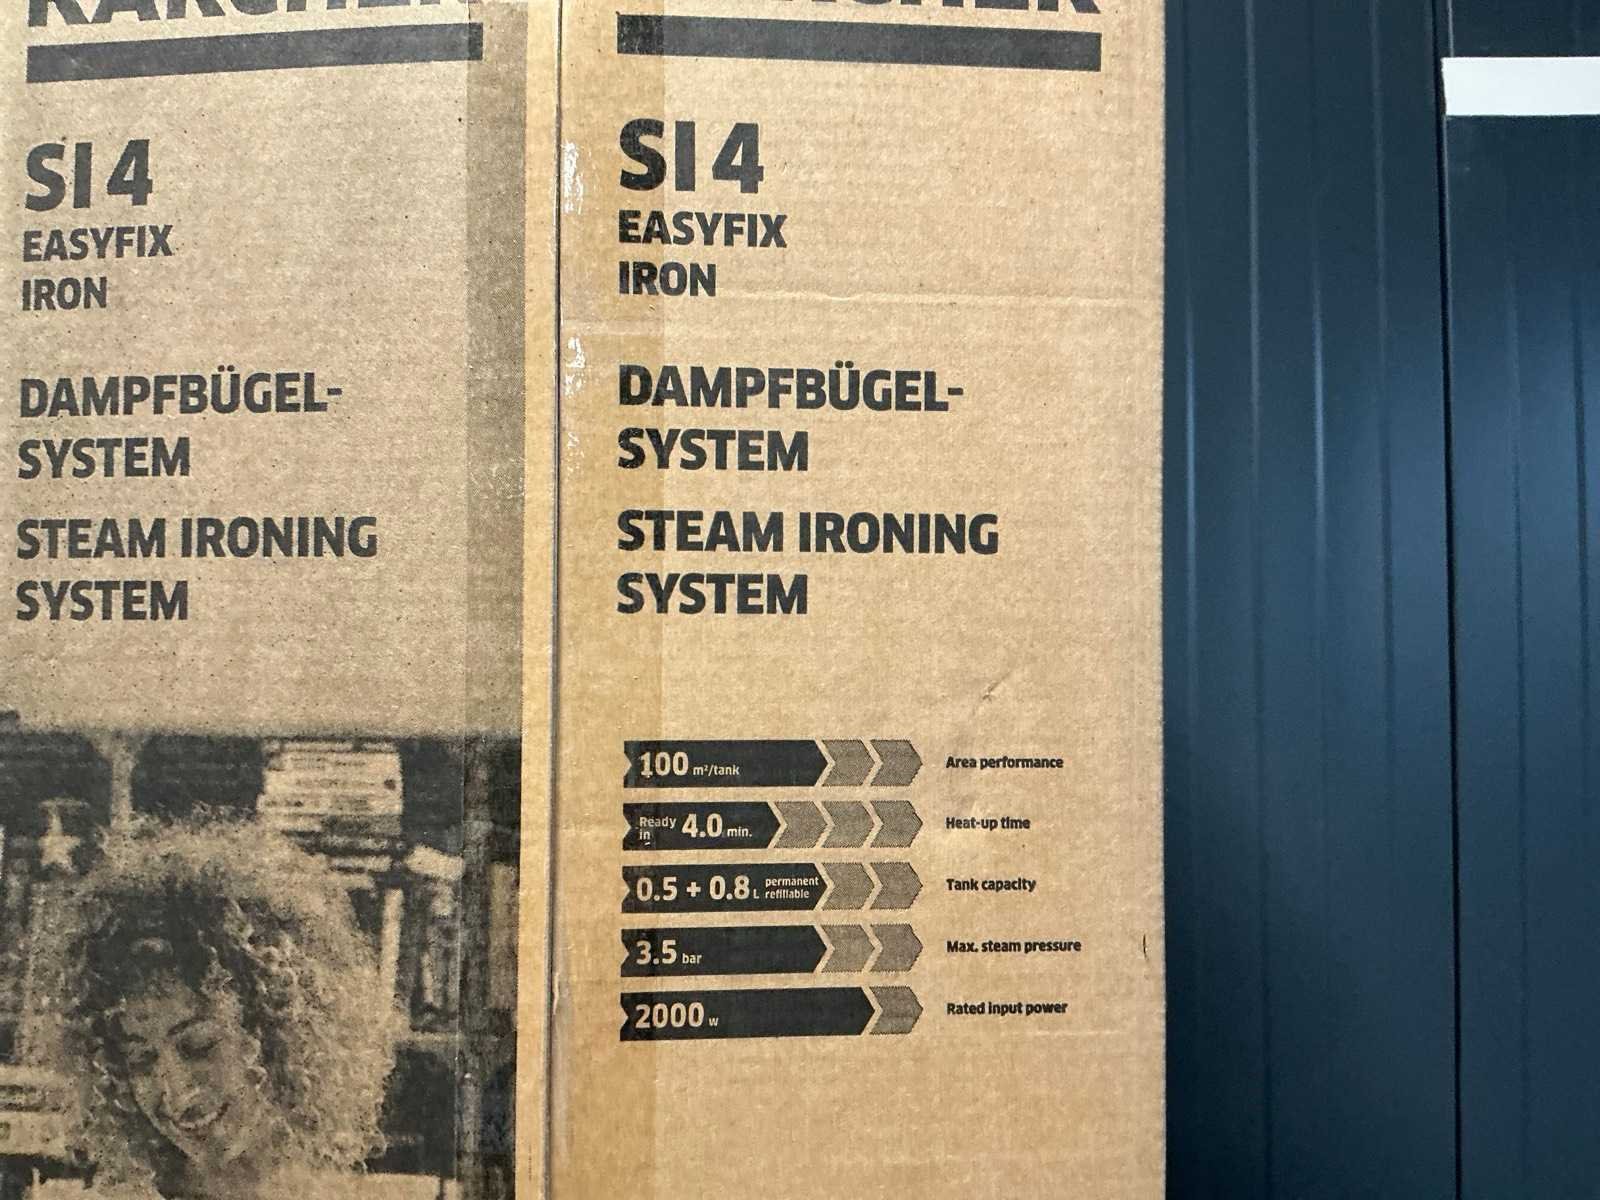 KÄRCHER
SI 4
EASYFIX
IRON
DAMPFBÜGEL-
SYSTEM
STEAM IRONING
SYSTEM
KÄRCHER
SI 4
EASYFIX
IRON
DAMPFBÜGEL-
SYSTEM
STEAM IRONING
SYSTEM
100 m²/tank Area performance
Ready in 4.0 min. Heat-up time
0.5 + 0.8 L permanent refillable Tank capacity
3.5 bar Max. steam pressure
2000 W Rated input power